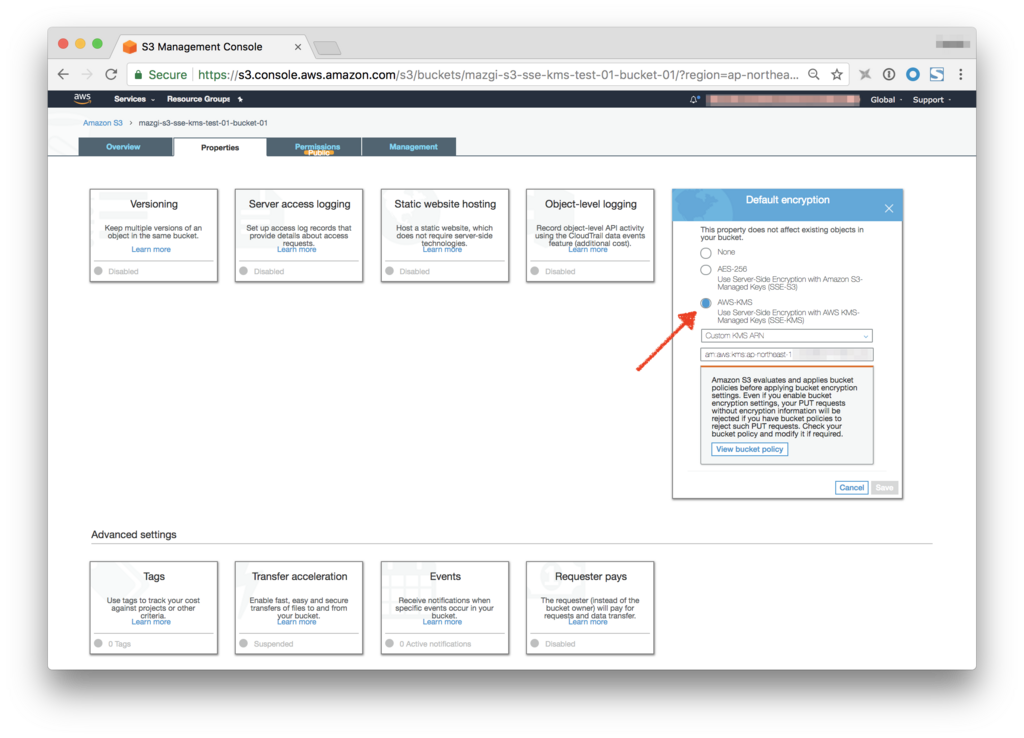 S3 Management Console
Secure https://s3.console.aws.amazon.com/s3/buckets/mazgi-s3-sse-kms-test-01-bucket-01/?region=ap-northea...
aws Services Resource Groups Global Support
Amazon S3 › mazgi-s3-sse-kms-test-01-bucket-01
Overview Properties Permissions Management
Public
Versioning
Keep multiple versions of an
object in the same bucket.
Learn more
Disabled
Server access logging
Set up access log records that
provide details about access
requests.
Learn more
Disabled
Static website hosting
Host a static website, which
does not require server-side
technologies.
Learn more
Disabled
Object-level logging
Record object-level API activity
using the CloudTrail data events
feature (additional cost).
Learn more
Disabled
Default encryption
This property does not affect existing objects in
your bucket.
None
AES-256
Use Server-Side Encryption with Amazon S3-
Managed Keys (SSE-S3)
AWS-KMS
Use Server-Side Encryption with AWS KMS-
Managed Keys (SSE-KMS)
Custom KMS ARN
arn:aws:kms:ap-northeast-1
Amazon S3 evaluates and applies bucket
policies before applying bucket encryption
settings. Even if you enable bucket
encryption settings, your PUT requests
without encryption information will be
rejected if you have bucket policies to
reject such PUT requests. Check your
bucket policy and modify it if required.
View bucket policy
Cancel Save
Advanced settings
Tags
Use tags to track your cost
against projects or other
criteria.
Learn more
0 Tags
Transfer acceleration
Enable fast, easy and secure
transfers of files to and from
your bucket.
Learn more
Suspended
Events
Receive notifications when
specific events occur in your
bucket.
Learn more
0 Active notifications
Requester pays
The requester (instead of the
bucket owner) will pay for
requests and data transfer.
Learn more
Disabled